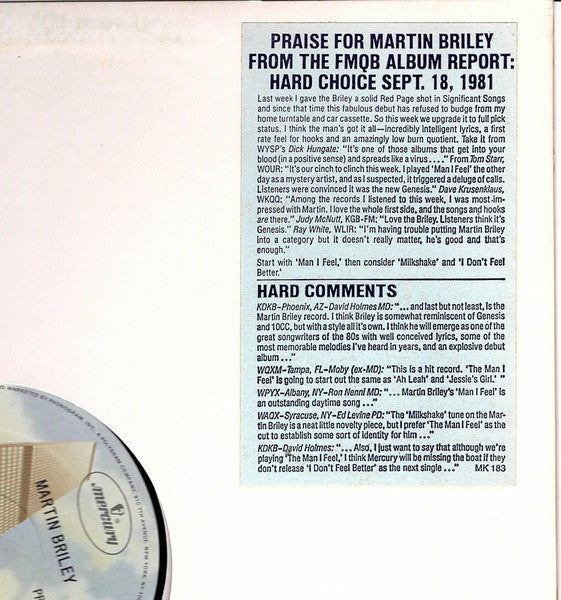 PRAISE FOR MARTIN BRILEY
FROM THE FMQB ALBUM REPORT:
HARD CHOICE SEPT. 18, 1981
Last week I gave the Briley a solid Red Page shot in Significant Songs
and since that time this fabulous debut has refused to budge from my
home turntable and car cassette. So this week we upgrade it to full pick
status. I think the man's got it all—incredibly intelligent lyrics, a first
rate feel for hooks and an amazingly low burn quotient. Take it from
WYSP's Dick Hungate: "It's one of those albums that get into your
blood (in a positive sense) and spreads like a virus . . . ." From Tom Starr,
WOUR: "It's our cinch to clinch this week. I played 'Man I Feel' the other
day as a mystery artist, and as I suspected, it triggered a deluge of calls.
Listeners were convinced it was the new Genesis." Dave Krusenklaus,
WKQQ: "Among the records I listened to this week, I was most-im-
pressed with Martin. I love the whole first side, and the songs and hooks
are there." Judy McNutt, KGB-FM: "Love the Briley. Listeners think it's
Genesis." Ray White, WLIR: "I'm having trouble putting Martin Briley
into a category but it doesn't really matter, he's good and that's
enough."
Start with 'Man I Feel,' then consider 'Milkshake' and 'I Don't Feel
Better.'
HARD COMMENTS
KDKB–Phoenix, AZ–David Holmes MD: ". . . and last but not least, is the
Martin Briley record. I think Briley is somewhat reminiscent of Genesis
and 10CC, but with a style all it's own. I think he will emerge as one of the
great songwriters of the 80s with well conceived lyrics, some of the
most memorable melodies I've heard in years, and an explosive debut
album . . ."
WQXM–Tampa, FL–Moby (ex-MD): "This is a hit record. 'The Man I
Feel' is going to start out the same as 'Ah Leah' and 'Jessie's Girl.' "
WPYX–Albany, NY–Ron Nenni MD: ". . . Martin Briley's 'Man I Feel' is
an outstanding daytime song . . ."
WAQX–Syracuse, NY–Ed Levine PD: "The 'Milkshake' tune on the Mar-
tin Briley is a neat little novelty piece, but I prefer 'The Man I Feel' as the
cut to establish some sort of identity for him . . ."
KDKB–David Holmes: ". . . Also, I just want to say that although we're
playing 'The Man I Feel,' I think Mercury will be missing the boat if they
don't release 'I Don't Feel Better' as the next single . . ." MK 183
MARKETED BY PHONOGRAM, INC., A POLYGRAM COMPANY, 810 7TH AVENUE, NEW YORK, NY
mercury
MARTIN BRILEY